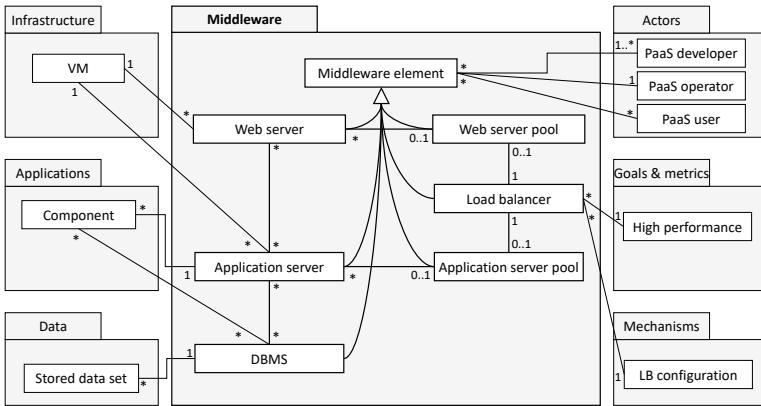 Infrastructure
Middleware
Actors
VM
1
1
Middleware element
*
*
1..*
PaaS developer
1
PaaS operator
*
PaaS user
*
Web server
*
0..1
Web server pool
*
0..1
1
Applications
Goals & metrics
Component
*
*
Load balancer
*
*
1
High performance
1
0..1
*
*
1
Application server
*
0..1
Application server pool
*
*
Data
Mechanisms
Stored data set
*
1
DBMS
1
LB configuration